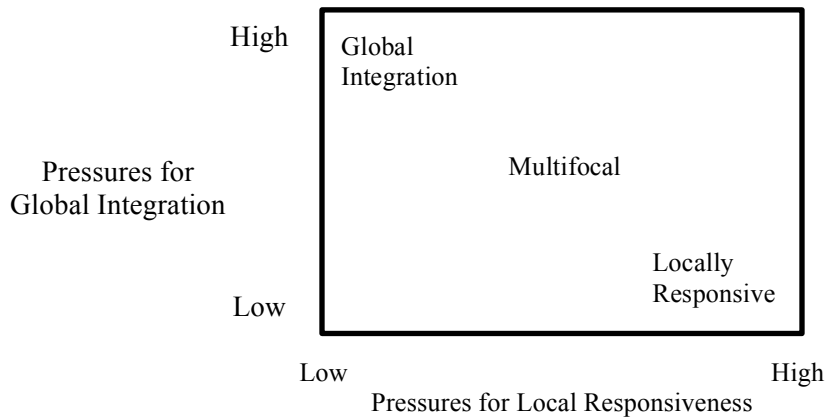 High
Global
Integration
Multifocal
Pressures for
Global Integration
Locally
Responsive
Low
Low
High
Pressures for Local Responsiveness